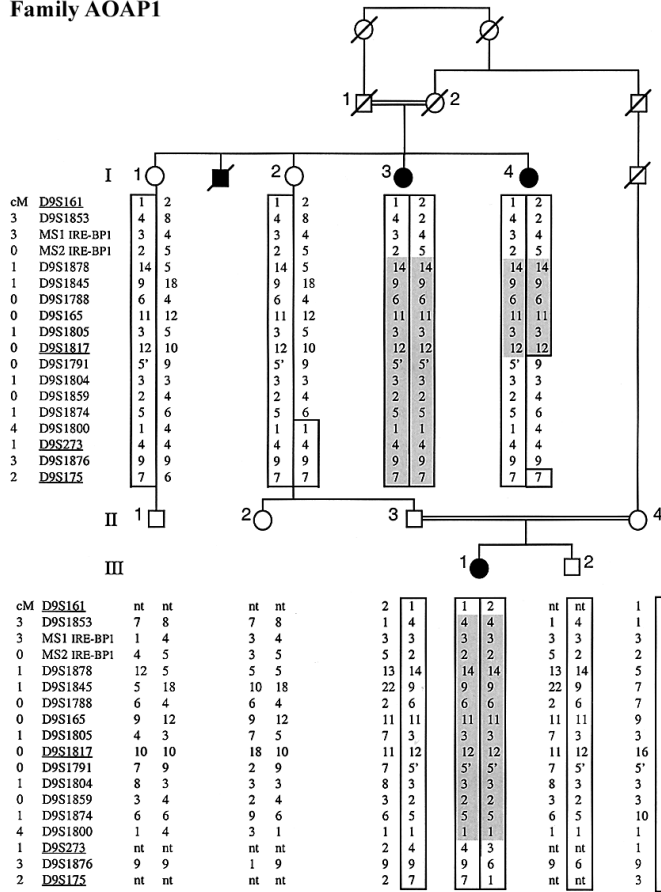 Family AOAP1
1 2
I 1 2 3 4
cM D9S161 1 2 1 2 1 2 1 2
3 D9S1853 4 8 4 8 4 2 4 2
3 MS1 IRE-BP1 3 4 3 4 3 4 3 4
0 MS2 IRE-BP1 2 5 2 5 2 5 2 5
1 D9S1878 14 5 14 5 14 14 14 14
1 D9S1845 9 18 9 18 9 9 9 9
0 D9S1788 6 4 6 4 6 6 6 6
0 D9S165 11 12 11 12 11 11 11 11
1 D9S1805 3 5 3 5 3 3 3 3
0 D9S1817 12 10 12 10 12 12 12 12
0 D9S1791 5' 9 5' 9 5' 5' 5' 9
1 D9S1804 3 3 3 3 3 3 3 3
0 D9S1859 2 4 2 4 2 2 2 4
1 D9S1874 5 6 5 6 5 5 5 6
4 D9S1800 1 4 1 1 1 1 1 4
1 D9S273 4 4 4 4 4 4 4 4
3 D9S1876 9 9 9 9 9 9 9 9
2 D9S175 7 6 7 7 7 7 7 7
II 1 2 3 4
III 1 2
cM D9S161 nt nt nt nt 2 1 1 2 nt nt 1
3 D9S1853 7 8 7 8 1 4 4 4 1 4 1
3 MS1 IRE-BP1 1 4 3 4 3 3 3 3 3 3 3
0 MS2 IRE-BP1 4 5 3 5 5 2 2 2 5 2 2
1 D9S1878 12 5 5 5 13 14 14 14 13 14 5
1 D9S1845 5 18 10 18 22 9 9 9 22 9 7
0 D9S1788 6 4 6 4 2 6 6 6 2 6 7
0 D9S165 9 12 9 12 11 11 11 11 11 11 9
1 D9S1805 4 3 7 5 7 3 3 3 7 3 3
0 D9S1817 10 10 18 10 11 12 12 12 11 12 16
0 D9S1791 7 9 2 9 7 5' 5' 5' 7 5' 5'
1 D9S1804 8 3 3 3 8 3 3 3 8 3 3
0 D9S1859 3 4 2 4 3 2 2 2 3 2 3
1 D9S1874 6 6 9 6 6 5 5 5 6 5 10
4 D9S1800 1 4 3 1 1 1 1 1 1 1 1
1 D9S273 nt nt nt nt 2 4 4 3 nt nt 1
3 D9S1876 9 9 1 9 9 9 9 6 9 6 9
2 D9S175 nt nt nt nt 2 7 7 1 nt nt 3